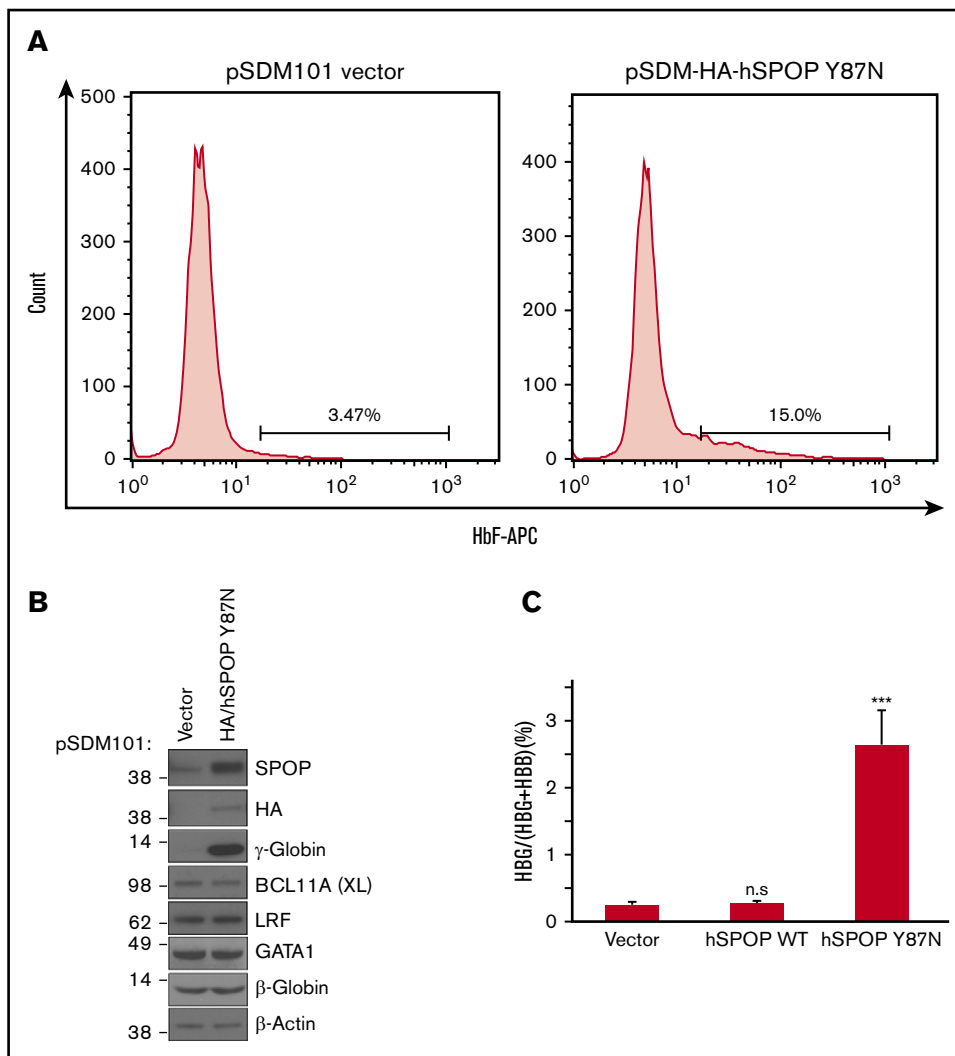 A
pSDM101 vector
pSDM-HA-hSPOP Y87N
500
400
300
200
100
0
Count
3.47%
10⁰
10¹
10²
10³
400
300
200
100
0
15.0%
10⁰
10¹
10²
10³
HbF-APC
B
pSDM101:
Vector
HA/hSPOP Y87N
38
SPOP
38
HA
14
γ-Globin
98
BCL11A (XL)
62
LRF
49
GATA1
14
β-Globin
38
β-Actin
C
HBG/(HBG+HBB)(%)
3
2
1
0
n.s
***
Vector
hSPOP WT
hSPOP Y87N